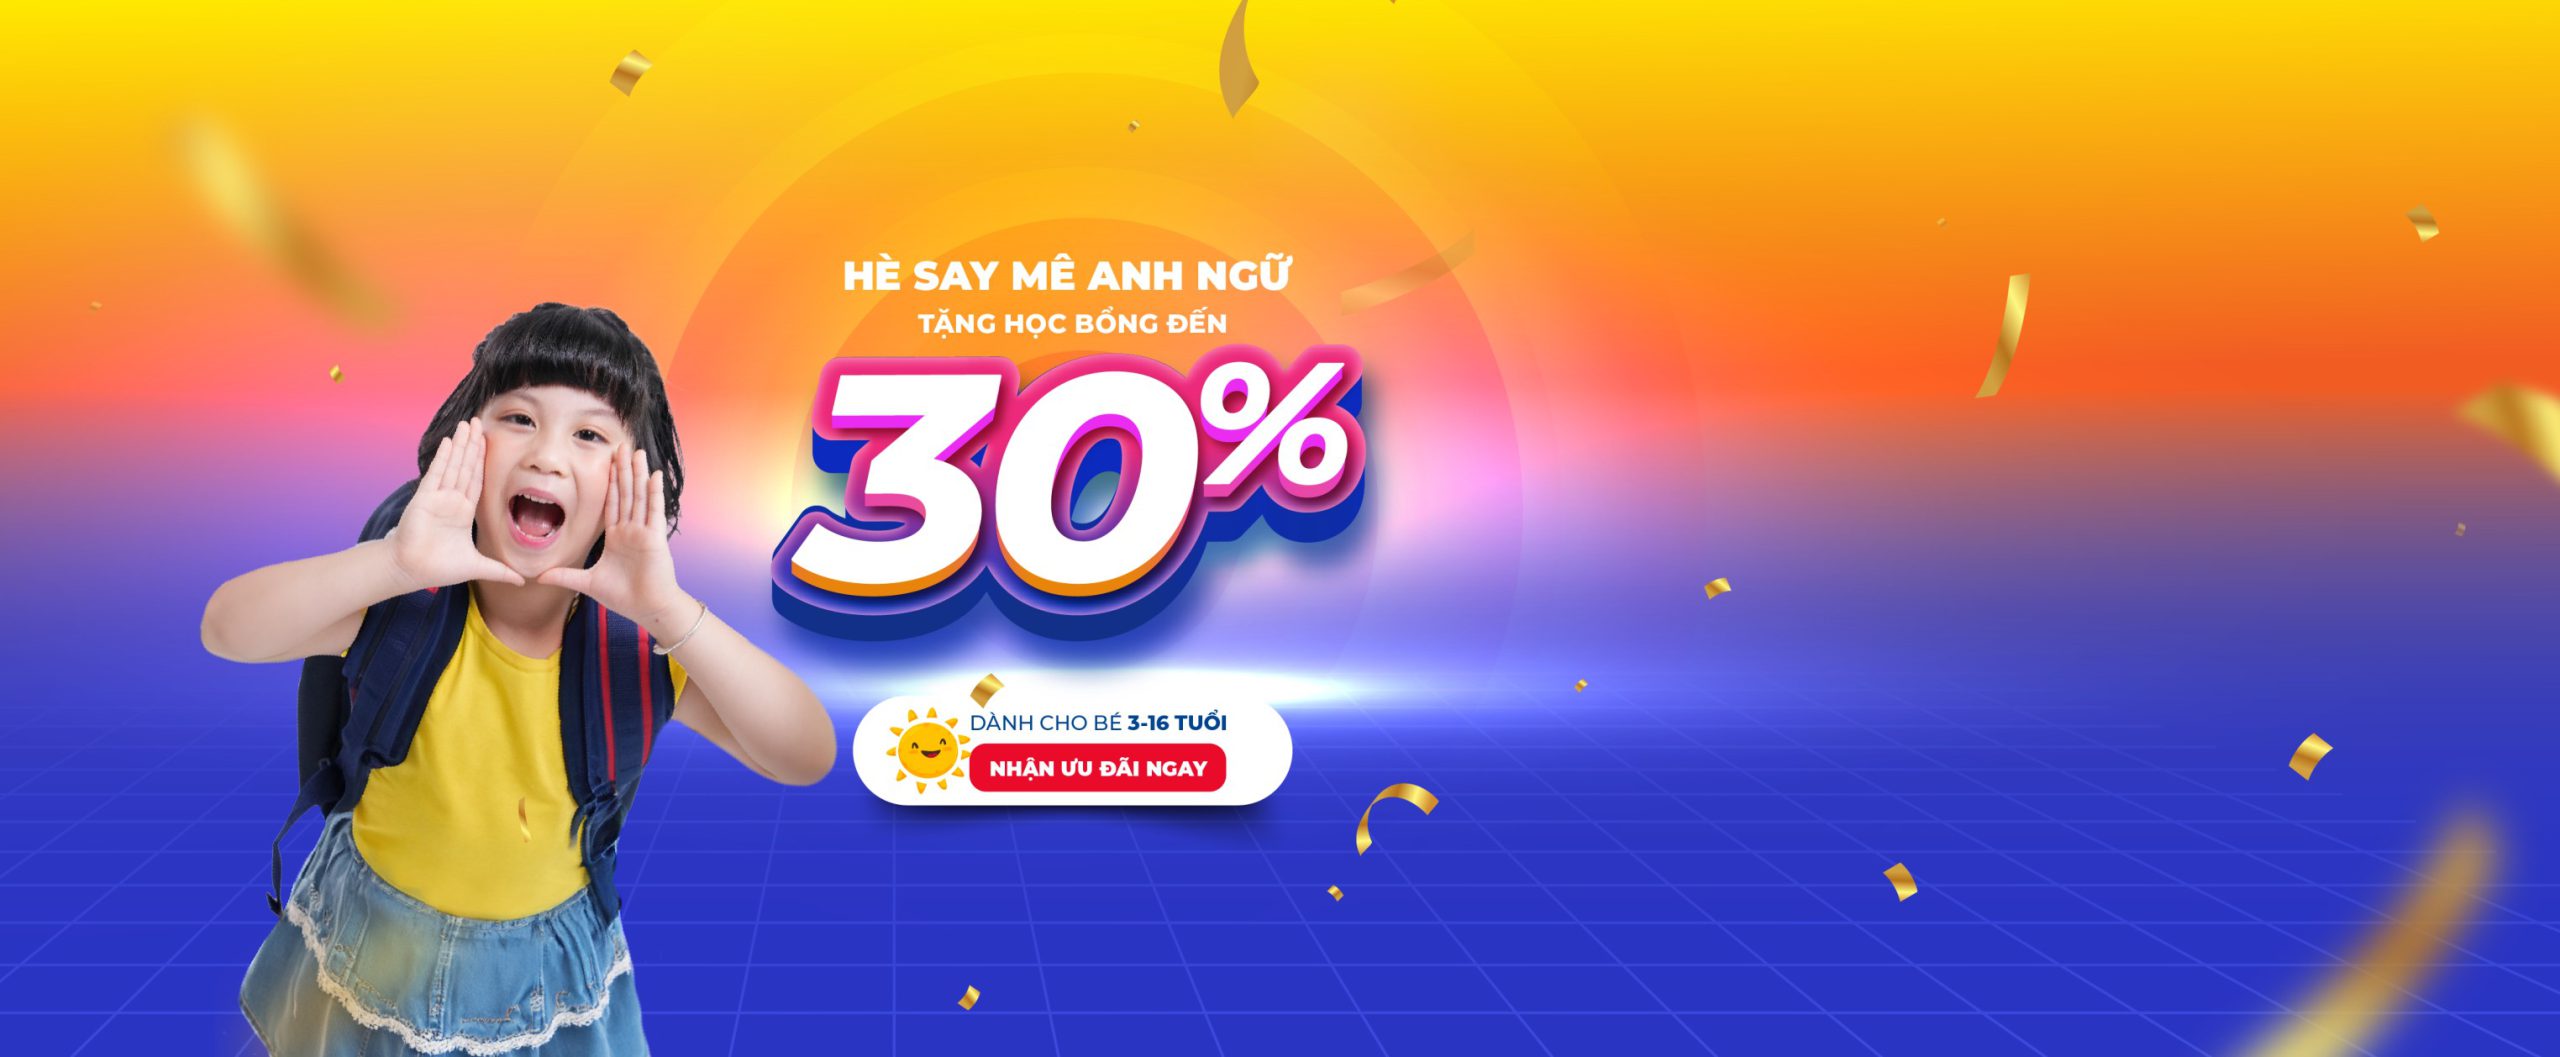 HÈ SAY MÊ ANH NGỮ
TẶNG HỌC BỔNG ĐẾN
30%
DÀNH CHO BÉ 3-16 TUỔI
NHẬN ƯU ĐÃI NGAY